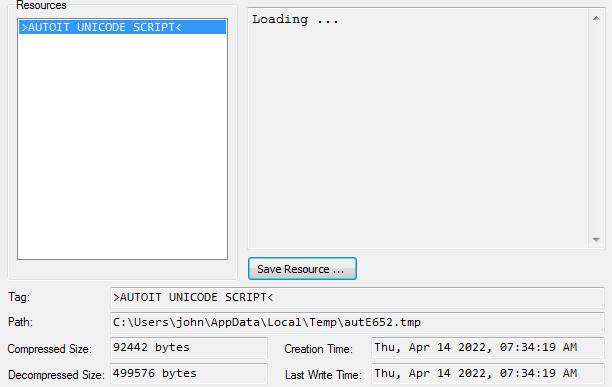 Resources
>AUTOIT UNICODE SCRIPT<
Loading ...
Save Resource ...
Tag: >AUTOIT UNICODE SCRIPT<
Path: C:\Users\john\AppData\Local\Temp\autE652.tmp
Compressed Size: 92442 bytes Creation Time: Thu, Apr 14 2022, 07:34:19 AM
Decompressed Size: 499576 bytes Last Write Time: Thu, Apr 14 2022, 07:34:19 AM